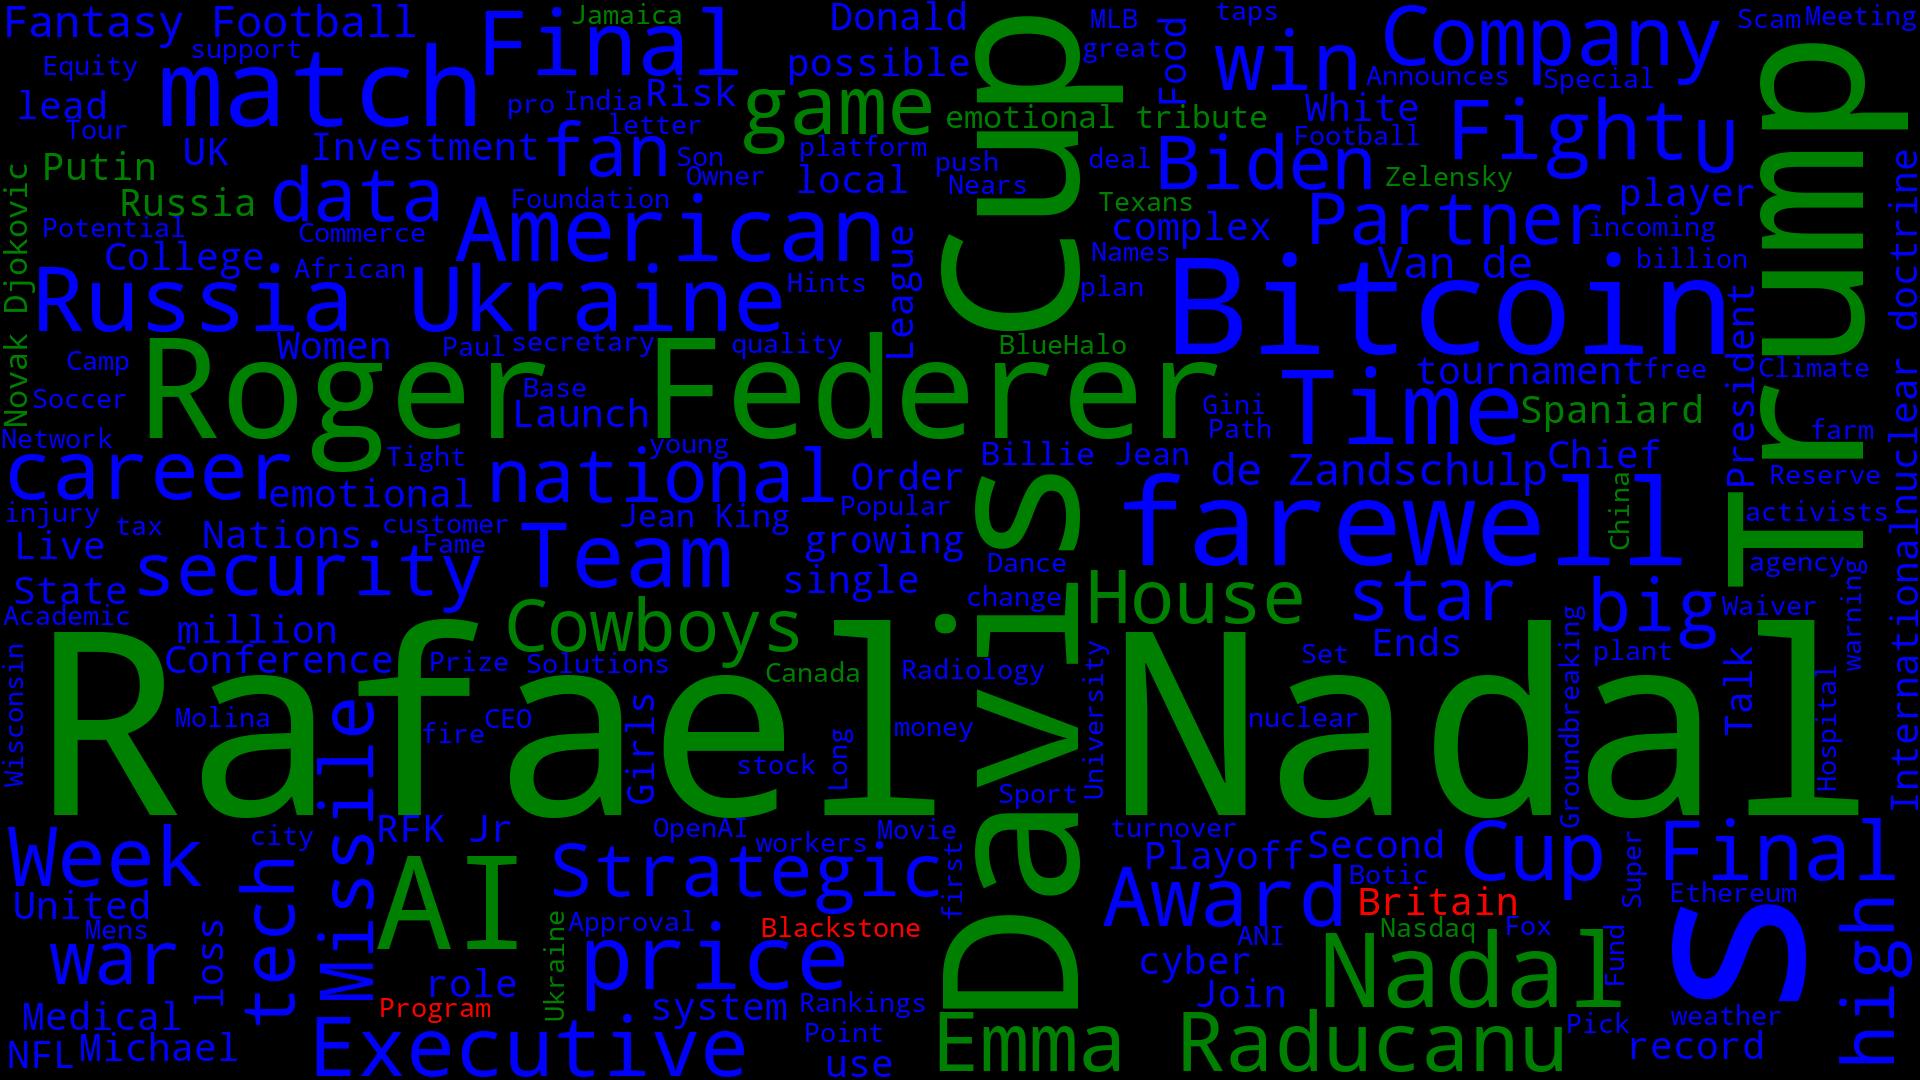 Fantasy Football
Final
Jamaica
Donald
Cup
MLB
taps
Company
Scam
Meeting
support
match
possible
great
Food
win
Trump
Equity
pro
India
Risk
game
Announces
Special
lead
letter
emotional tribute
White
Fight
U
Tour
UK
Investment
fan
Son
platform
push
deal
Biden
Football
Putin
Owner
local
Nears
Zelensky
player
Novak Djokovic
Russia
data
Foundation
Texans
Partner
International
nuclear doctrine
Potential
Commerce
American
League
complex
incoming
College
African
Names
Van de
billion
Russia Ukraine
Hints
plan
Bitcoin
President
Women
Paul
secretary
quality
BlueHalo
Camp
Roger Federer
tournament
free
Climate
Soccer
Base
Launch
Gini
Time
Spaniard
Network
young
Path
farm
career
Tight
national
Billie Jean
de Zandschulp
Chief
emotional
Order
Davis
China
Reserve
injury
tax
Nations
customer
Jean King
Popular
farewell
activists
Live
Fame
Team
growing
Dance
agency
State
security
single
change
House
star
big
Waiver
warning
Academic
million
Cowboys
Ends
Wisconsin
Conference
Prize
Solutions
Canada
Radiology
University
Set
Groundbreaking
plant
Talk
Hospital
Rafael Nadal
Molina
Missile
fire
CEO
Girls
stock
Long
money
nuclear
Sport
Week
city
RFK Jr
OpenAI
workers
Movie
turnover
Playoff
Second
Cup
Final
United
tech
AI
Strategic
first
Award
Botic
Super
Ethereum
Mens
Approval
Blackstone
Britain
S
high
war
loss
Ukraine
price
ANI
Nasdaq
Fox
Fund
role
cyber
Nadal
Medical
Program
system
Rankings
Join
weather
NFL
Michael
Executive
Point
use
Emma Raducanu
Pick
record